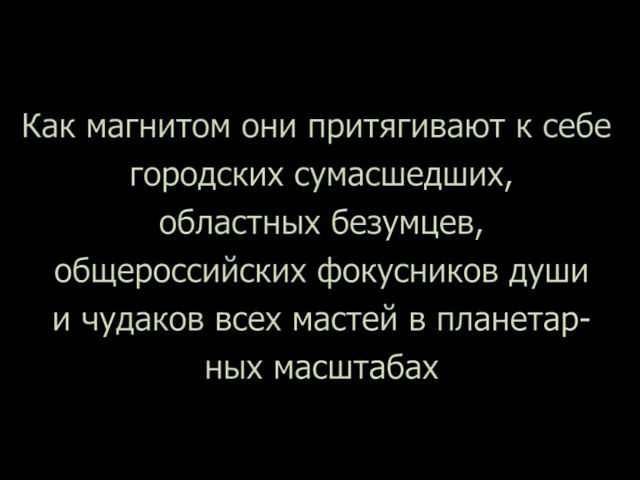 Как магнитом они притягивают к себе
городских сумасшедших,
областных безумцев,
общероссийских фокусников души
и чудаков всех мастей в планетар-
ных масштабах